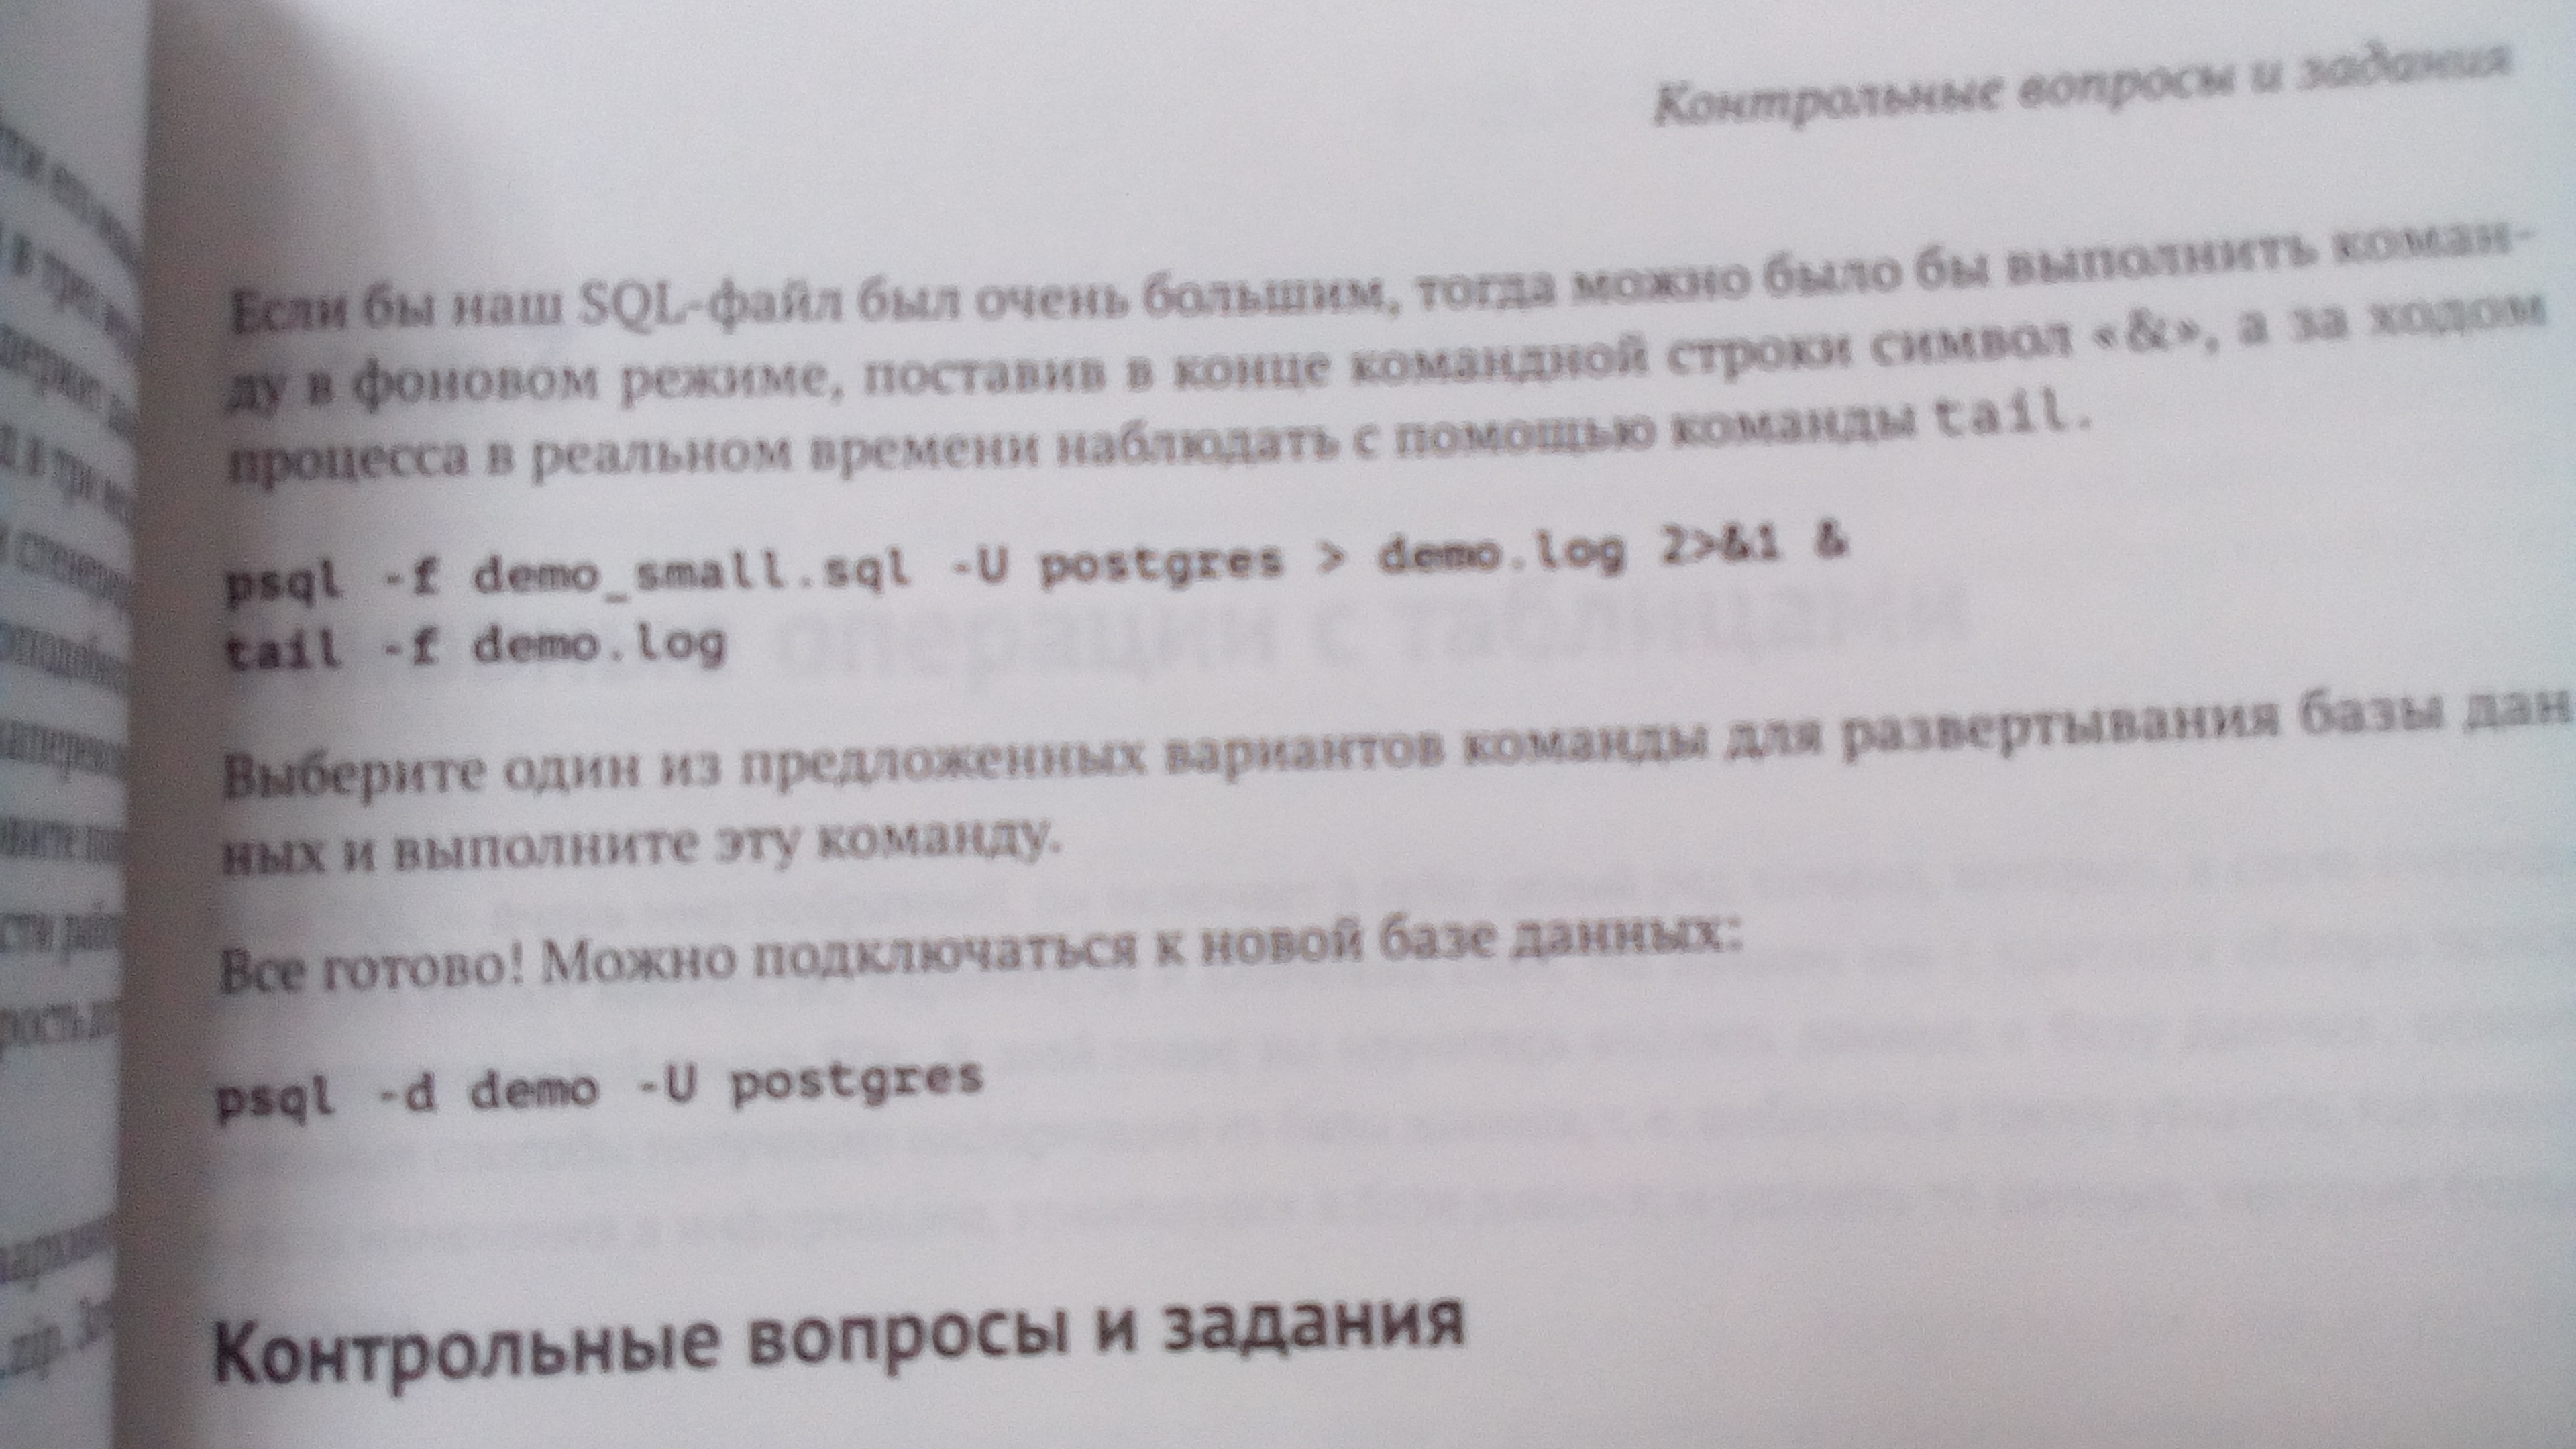 Контрольные вопросы и задания
Если бы наш SQL-файл был очень большим, тогда можно было бы выполнить коман-
ду в фоновом режиме, поставив в конце командной строки символ «&», а за ходом
процесса в реальном времени наблюдать с помощью команды tail.
psql -f demo_small.sql -U postgres > demo.log 2>&1 &
tail -f demo.log
Выберите один из предложенных вариантов команды для развертывания базы дан
ных и выполните эту команду.
Все готово! Можно подключаться к новой базе данных:
psql -d demo -U postgres
Контрольные вопросы и задания